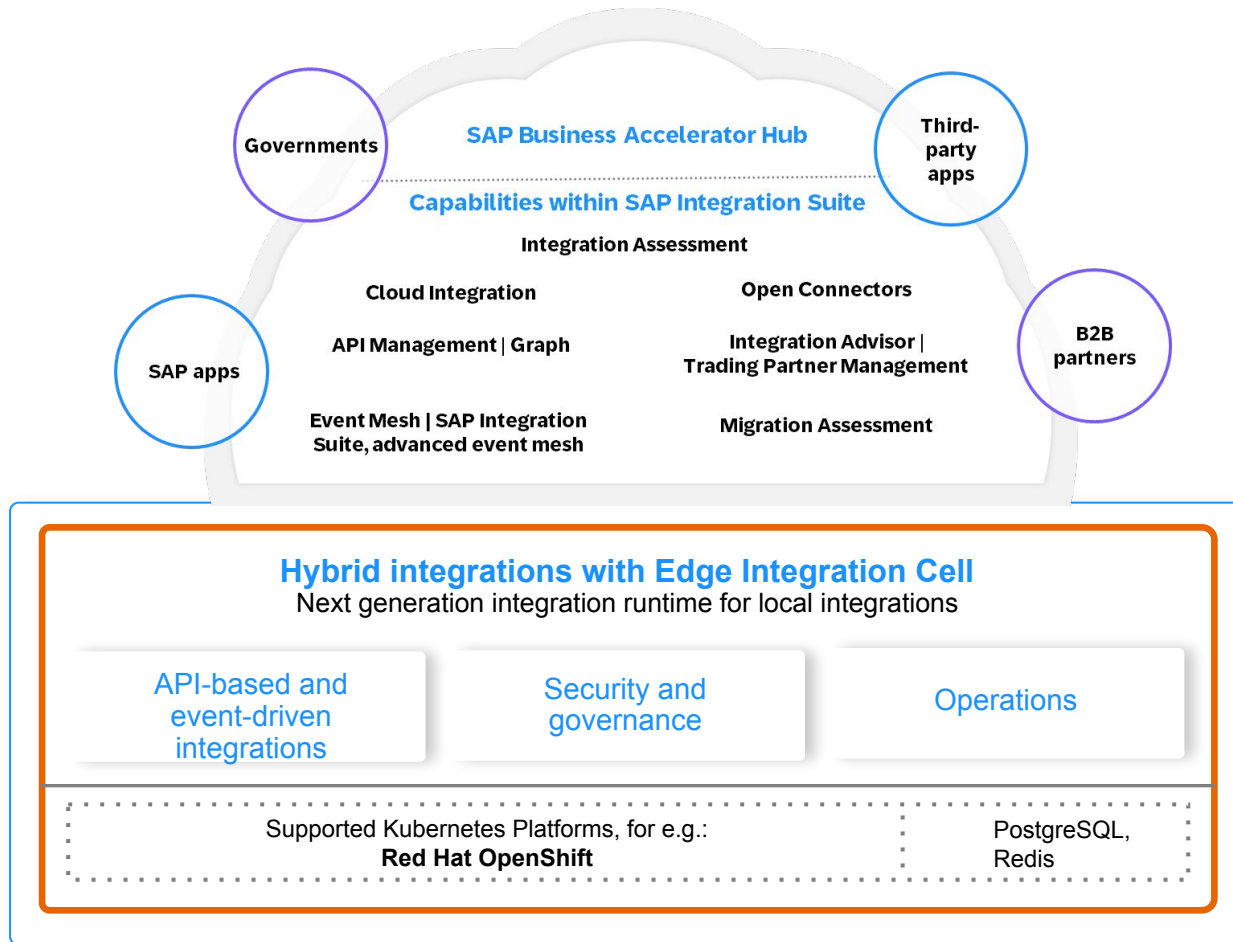 Governments
SAP Business Accelerator Hub
Third-
party
apps
Capabilities within SAP Integration Suite
Integration Assessment
Cloud Integration
Open Connectors
API Management | Graph
Integration Advisor |
Trading Partner Management
SAP apps
B2B
partners
Event Mesh | SAP Integration
Suite, advanced event mesh
Migration Assessment
Hybrid integrations with Edge Integration Cell
Next generation integration runtime for local integrations
API-based and
event-driven
integrations
Security and
governance
Operations
Supported Kubernetes Platforms, for e.g.:
Red Hat OpenShift
PostgreSQL,
Redis